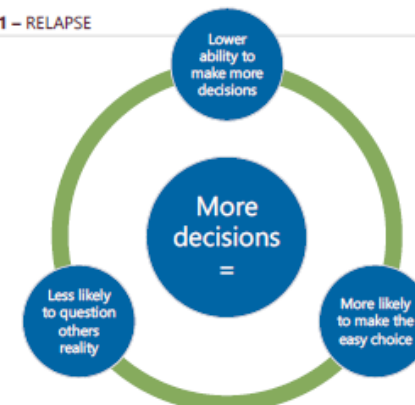 1 – RELAPSE
Lower
ability to
make more
decisions
More
decisions
=
Less likely
to question
others
reality
More likely
to make the
easy choice